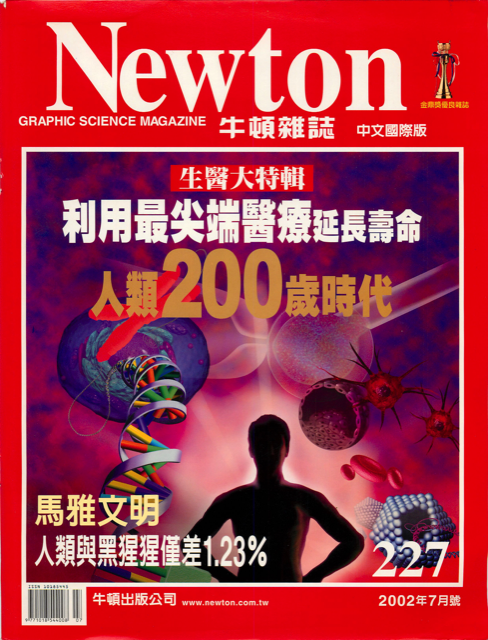 Newton
金鼎獎優良雜誌
GRAPHIC SCIENCE MAGAZINE 牛頓雜誌 中文國際版
生醫大特輯
利用最尖端醫療延長壽命
人類200歲時代
馬雅文明
人類與黑猩猩僅差1.23%
227
牛頓出版公司 www.newton.com.tw 2002年7月號